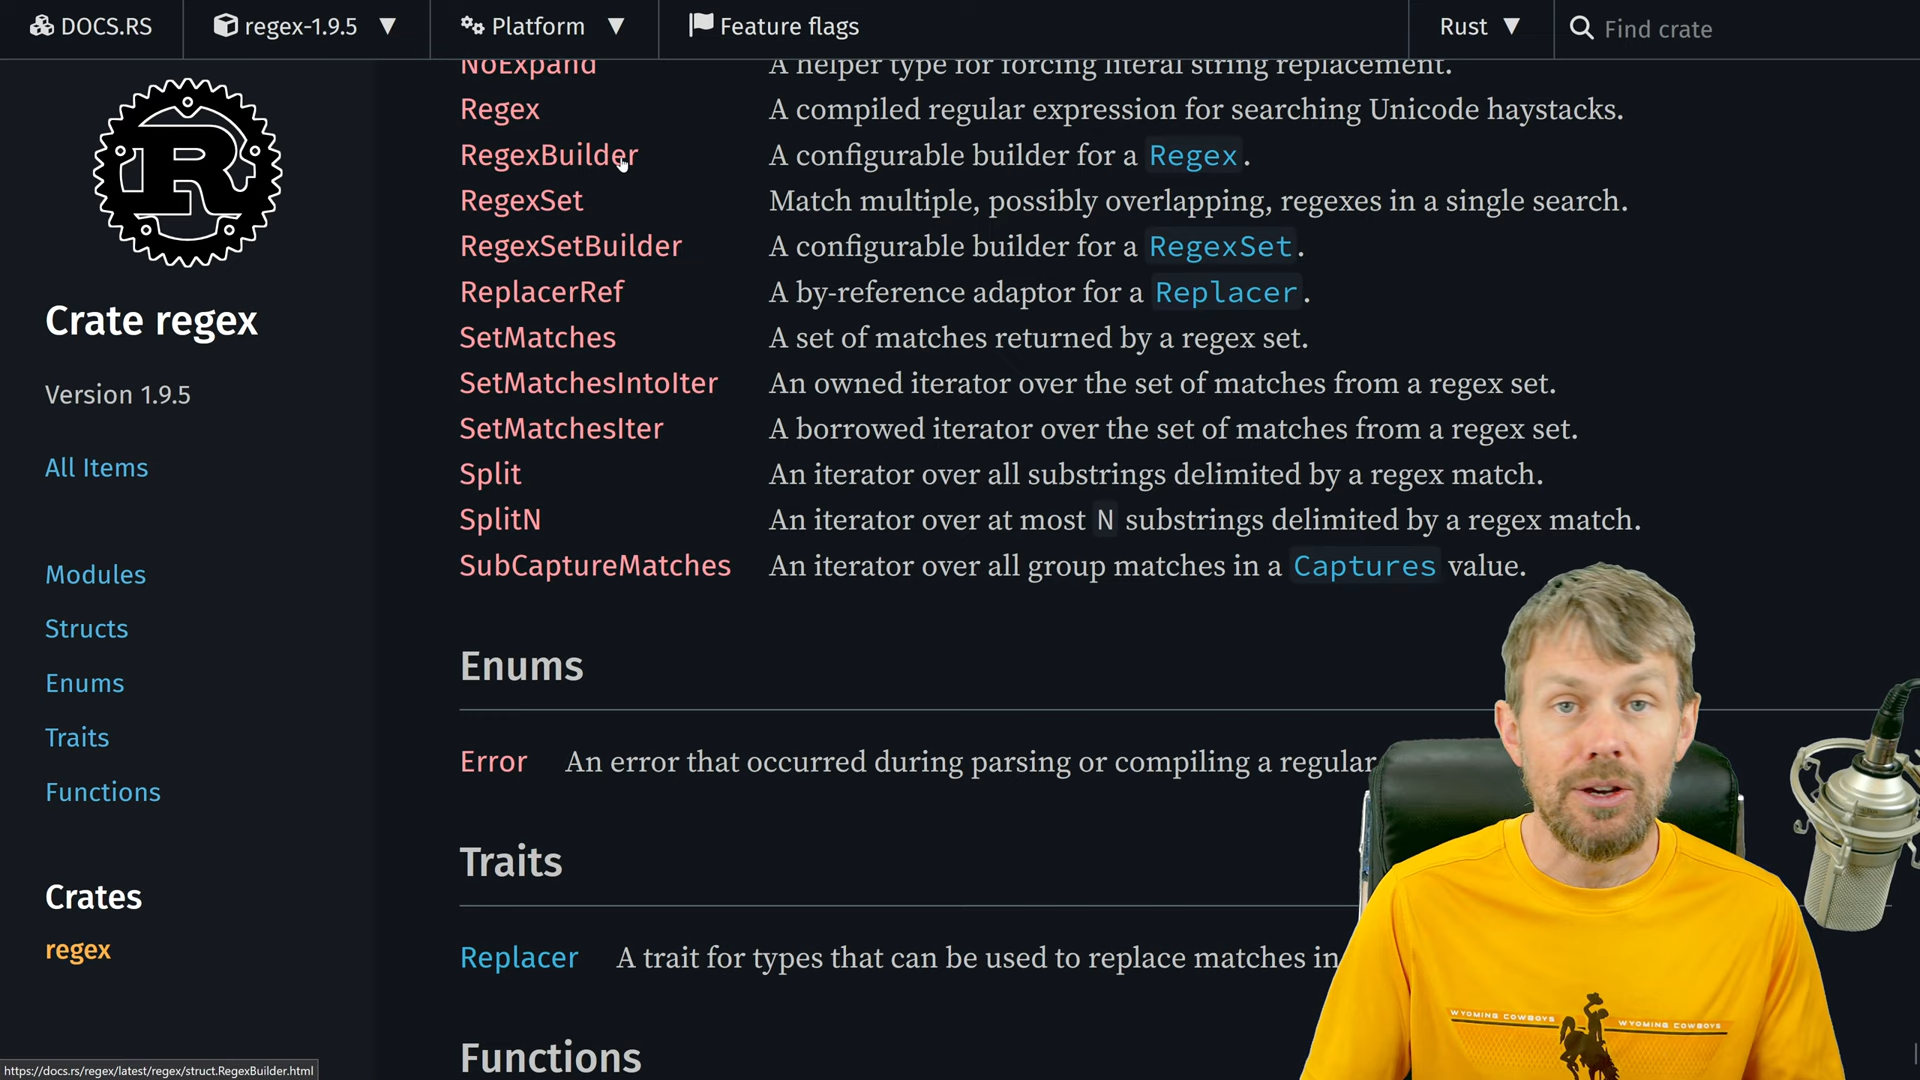 DOCS.RS
regex-1.9.5
Platform
Feature flags
Rust
Find crate
Crate regex
Version 1.9.5
All Items
Modules
Structs
Enums
Traits
Functions
Crates
regex
NoExpand A helper type for forcing literal string replacement.
Regex A compiled regular expression for searching Unicode haystacks.
RegexBuilder A configurable builder for a Regex.
RegexSet Match multiple, possibly overlapping, regexes in a single search.
RegexSetBuilder A configurable builder for a RegexSet.
ReplacerRef A by-reference adaptor for a Replacer.
SetMatches A set of matches returned by a regex set.
SetMatchesIntoIter An owned iterator over the set of matches from a regex set.
SetMatchesIter A borrowed iterator over the set of matches from a regex set.
Split An iterator over all substrings delimited by a regex match.
SplitN An iterator over at most N substrings delimited by a regex match.
SubCaptureMatches An iterator over all group matches in a Captures value.
Enums
Error An error that occurred during parsing or compiling a regular
Traits
Replacer A trait for types that can be used to replace matches in
Functions
WYOMING COWBOYS WYOMING COWBOYS
https://docs.rs/regex/latest/regex/struct.RegexBuilder.html